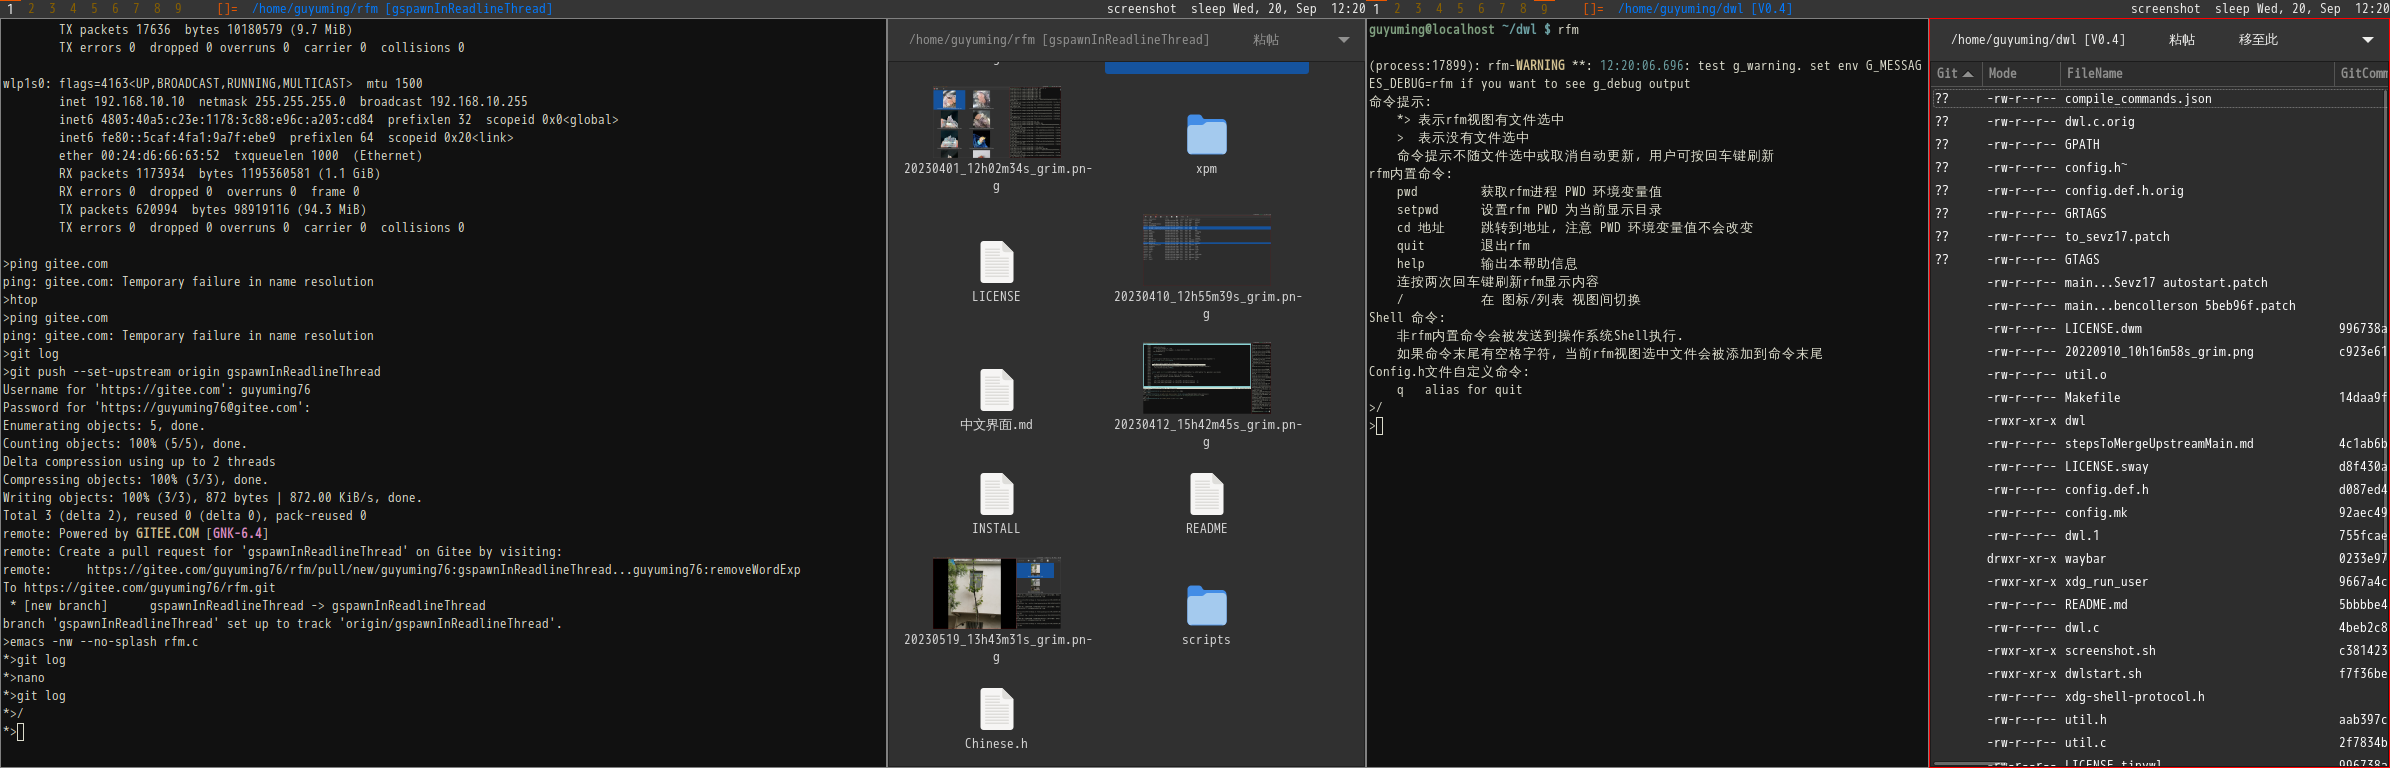 1 2 3 4 5 6 7 8 9 []= /home/guyuming/rfm [gspawnInReadlineThread] screenshot sleep Wed, 20, Sep 12:20
TX packets 17636 bytes 10180579 (9.7 MiB)
TX errors 0 dropped 0 overruns 0 carrier 0 collisions 0
wlp1s0: flags=4163<UP,BROADCAST,RUNNING,MULTICAST> mtu 1500
inet 192.168.10.10 netmask 255.255.255.0 broadcast 192.168.10.255
inet6 4803:40a5:c23e:1178:3c88:e96c:a203:cd84 prefixlen 32 scopeid 0x0<global>
inet6 fe80::5caf:4fa1:9a7f:ebe9 prefixlen 64 scopeid 0x20<link>
ether 00:24:d6:66:63:52 txqueuelen 1000 (Ethernet)
RX packets 1173934 bytes 1195360581 (1.1 GiB)
RX errors 0 dropped 0 overruns 0 frame 0
TX packets 620994 bytes 98919116 (94.3 MiB)
TX errors 0 dropped 0 overruns 0 carrier 0 collisions 0
>ping gitee.com
ping: gitee.com: Temporary failure in name resolution
>htop
>ping gitee.com
ping: gitee.com: Temporary failure in name resolution
>git log
>git push --set-upstream origin gspawnInReadlineThread
Username for 'https://gitee.com': guyuming76
Password for 'https://guyuming76@gitee.com':
Enumerating objects: 5, done.
Counting objects: 100% (5/5), done.
Delta compression using up to 2 threads
Compressing objects: 100% (3/3), done.
Writing objects: 100% (3/3), 872 bytes | 872.00 KiB/s, done.
Total 3 (delta 2), reused 0 (delta 0), pack-reused 0
remote: Powered by GITEE.COM [GNK-6.4]
remote: Create a pull request for 'gspawnInReadlineThread' on Gitee by visiting:
remote: https://gitee.com/guyuming76/rfm/pull/new/guyuming76:gspawnInReadlineThread...guyuming76:removeWordExp
To https://gitee.com/guyuming76/rfm.git
* [new branch] gspawnInReadlineThread -> gspawnInReadlineThread
branch 'gspawnInReadlineThread' set up to track 'origin/gspawnInReadlineThread'.
>emacs -nw --no-splash rfm.c
*>git log
*>nano
*>git log
*>/
*>
/home/guyuming/rfm [gspawnInReadlineThread] 粘帖
20230401_12h02m34s_grim.pn-
g
xpm
LICENSE
20230410_12h55m39s_grim.pn-
g
中文界面.md
20230412_15h42m45s_grim.pn-
g
INSTALL
README
20230519_13h43m31s_grim.pn-
g
scripts
Chinese.h
1 2 3 4 5 6 7 8 9 []= /home/guyuming/dwl [V0.4] screenshot sleep Wed, 20, Sep 12:20
guyuming@localhost ~/dwl $ rfm
(process:17899): rfm-WARNING **: 12:20:06.696: test g_warning. set env G_MESSAG
ES_DEBUG=rfm if you want to see g_debug output
命令提示:
*> 表示rfm视图有文件选中
> 表示没有文件选中
命令提示不随文件选中或取消自动更新, 用户可按回车键刷新
rfm内置命令:
pwd 获取rfm进程 PWD 环境变量值
setpwd 设置rfm PWD 为当前显示目录
cd 地址 跳转到地址, 注意 PWD 环境变量值不会改变
quit 退出rfm
help 输出本帮助信息
连按两次回车键刷新rfm显示内容
/ 在 图标/列表 视图间切换
Shell 命令:
非rfm内置命令会被发送到操作系统Shell执行.
如果命令末尾有空格字符, 当前rfm视图选中文件会被添加到命令末尾
Config.h文件自定义命令:
q alias for quit
>/
>
/home/guyuming/dwl [V0.4] 粘帖 移至此
Git Mode FileName GitComm
?? -rw-r--r-- compile_commands.json
?? -rw-r--r-- dwl.c.orig
?? -rw-r--r-- GPATH
?? -rw-r--r-- config.h~
?? -rw-r--r-- config.def.h.orig
?? -rw-r--r-- GRTAGS
?? -rw-r--r-- to_sevz17.patch
?? -rw-r--r-- GTAGS
-rw-r--r-- main...Sevz17 autostart.patch
-rw-r--r-- main...bencollerson 5beb96f.patch
-rw-r--r-- LICENSE.dwm 996738a
-rw-r--r-- 20220910_10h16m58s_grim.png c923e61
-rw-r--r-- util.o
-rw-r--r-- Makefile 14daa9f
-rwxr-xr-x dwl
-rw-r--r-- stepsToMergeUpstreamMain.md 4c1ab6b
-rw-r--r-- LICENSE.sway d8f430a
-rw-r--r-- config.def.h d087ed4
-rw-r--r-- config.mk 92aec49
-rw-r--r-- dwl.1 755fcae
drwxr-xr-x waybar 0233e97
-rwxr-xr-x xdg_run_user 9667a4c
-rw-r--r-- README.md 5bbbbe4
-rw-r--r-- dwl.c 4beb2c8
-rwxr-xr-x screenshot.sh c381423
-rwxr-xr-x dwlstart.sh f7f36be
-rw-r--r-- xdg-shell-protocol.h
-rw-r--r-- util.h aab397c
-rw-r--r-- util.c 2f7834b
-rw-r--r-- LICENSE.tinywl 996738a